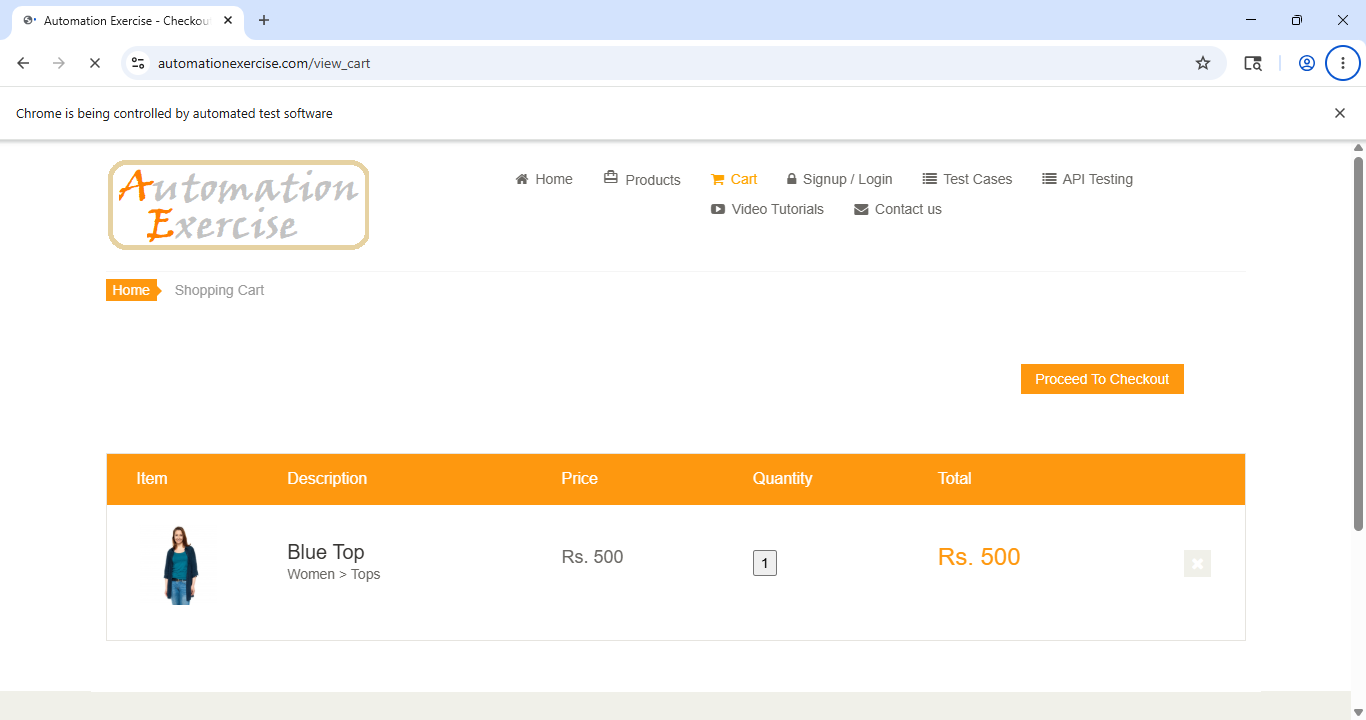 Automation Exercise - Checkou
automationexercise.com/view_cart
Chrome is being controlled by automated test software
Automation
Exercise
Home
Products
Cart
Signup / Login
Test Cases
API Testing
Video Tutorials
Contact us
Home
Shopping Cart
Proceed To Checkout
Item Description Price Quantity Total
Blue Top
Women > Tops
Rs. 500
1
Rs. 500